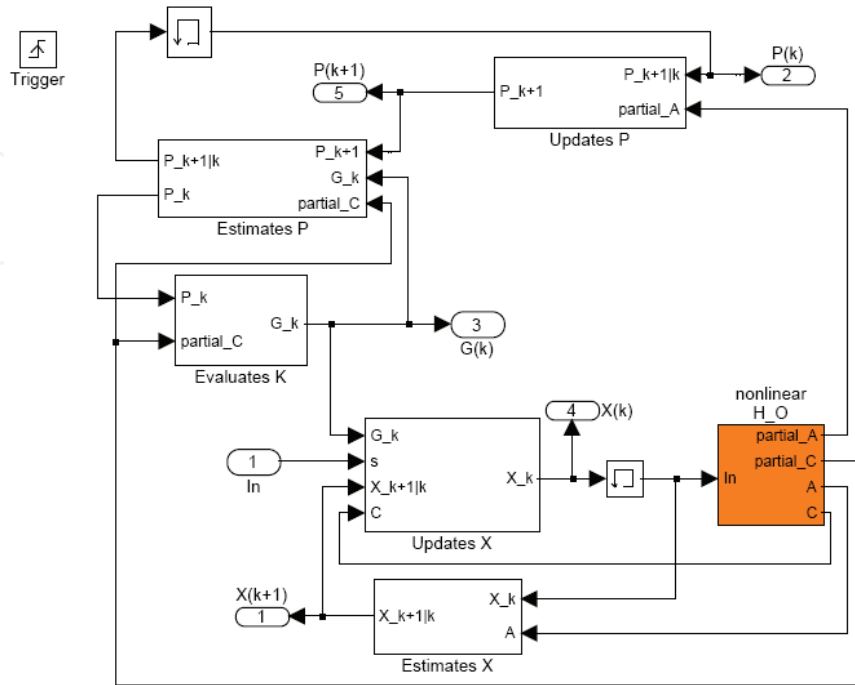 Trigger
P(k)
2
P(k+1)
5
P_k+1
P_k+1|k
partial_A
Updates P
P_k+1|k
P_k
P_k+1
G_k
partial_C
Estimates P
P_k
partial_C
G_k
Evaluates K
3
G(k)
nonlinear
H_O
partial_A
partial_C
In
A
C
4
X(k)
1
In
G_k
s
X_k+1|k
C
X_k
Updates X
X(k+1)
1
X_k+1|k
X_k
A
Estimates X